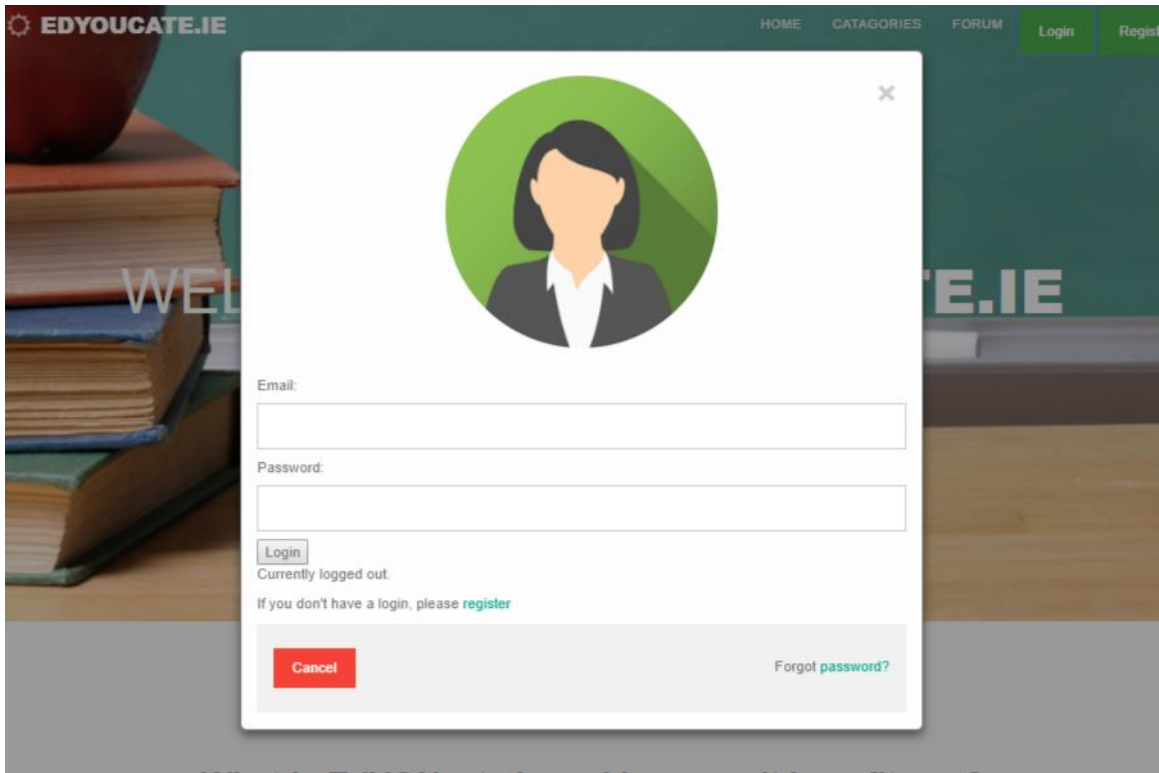 EDYOUCATE.IE HOME CATAGORIES FORUM Login Regist
×
WEL E.IE
Email:
Password:
Login
Currently logged out.
If you don't have a login, please register
Cancel Forgot password?